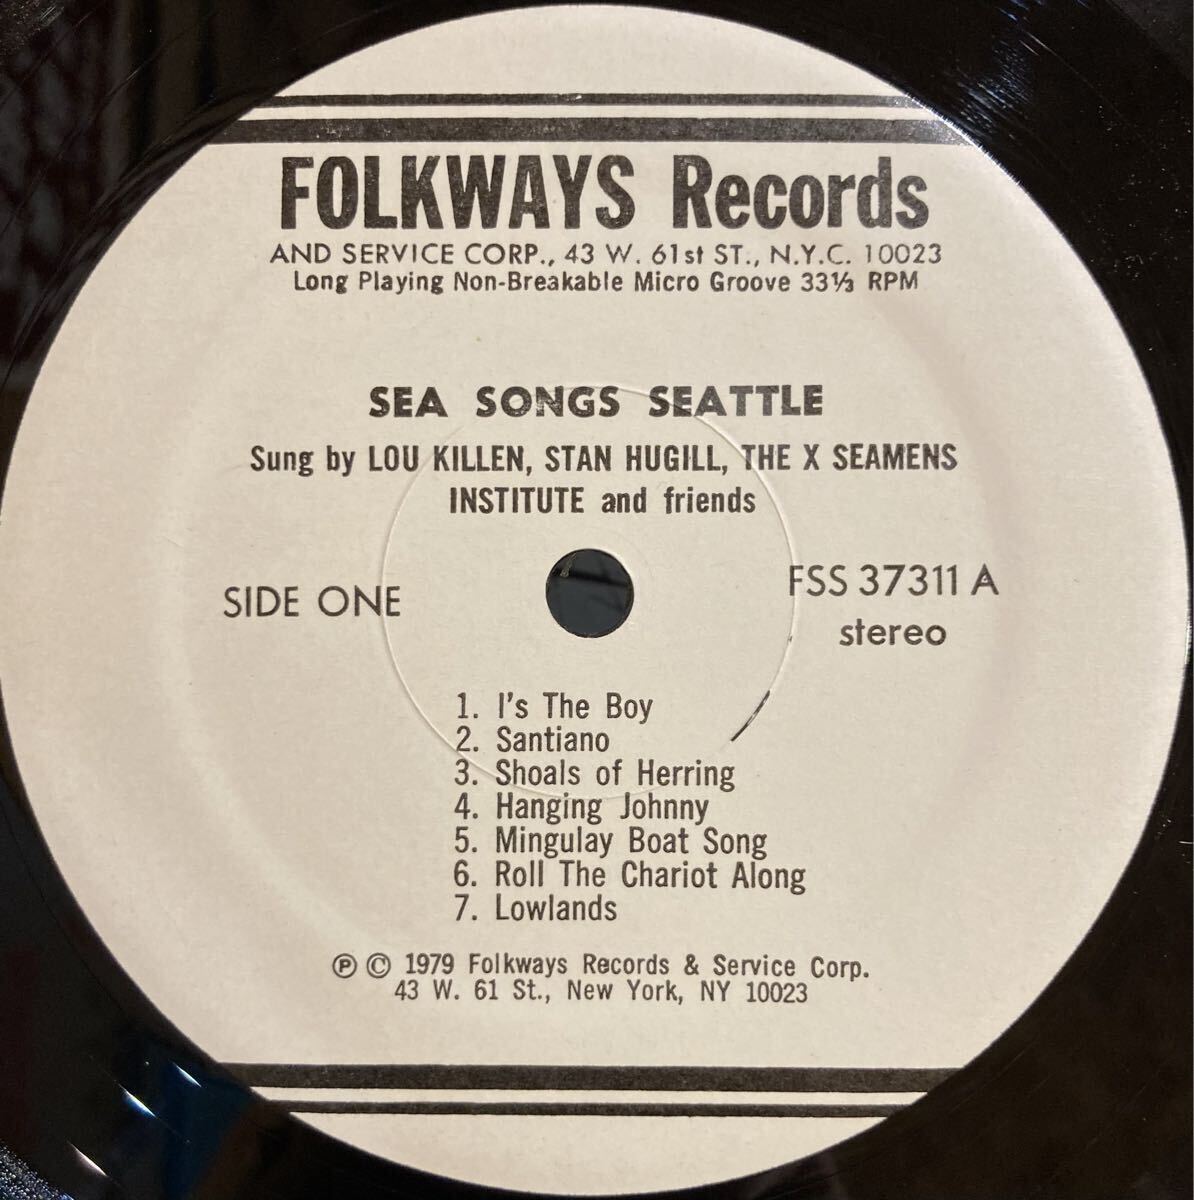 FOLKWAYS Records
AND SERVICE CORP., 43 W. 61st ST., N.Y.C. 10023
Long Playing Non-Breakable Micro Groove 33⅓ RPM
SEA SONGS SEATTLE
Sung by LOU KILLEN, STAN HUGILL, THE X SEAMENS
INSTITUTE and friends
SIDE ONE
FSS 37311 A
stereo
1. I's The Boy
2. Santiano
3. Shoals of Herring
4. Hanging Johnny
5. Mingulay Boat Song
6. Roll The Chariot Along
7. Lowlands
℗ © 1979 Folkways Records & Service Corp.
43 W. 61 St., New York, NY 10023